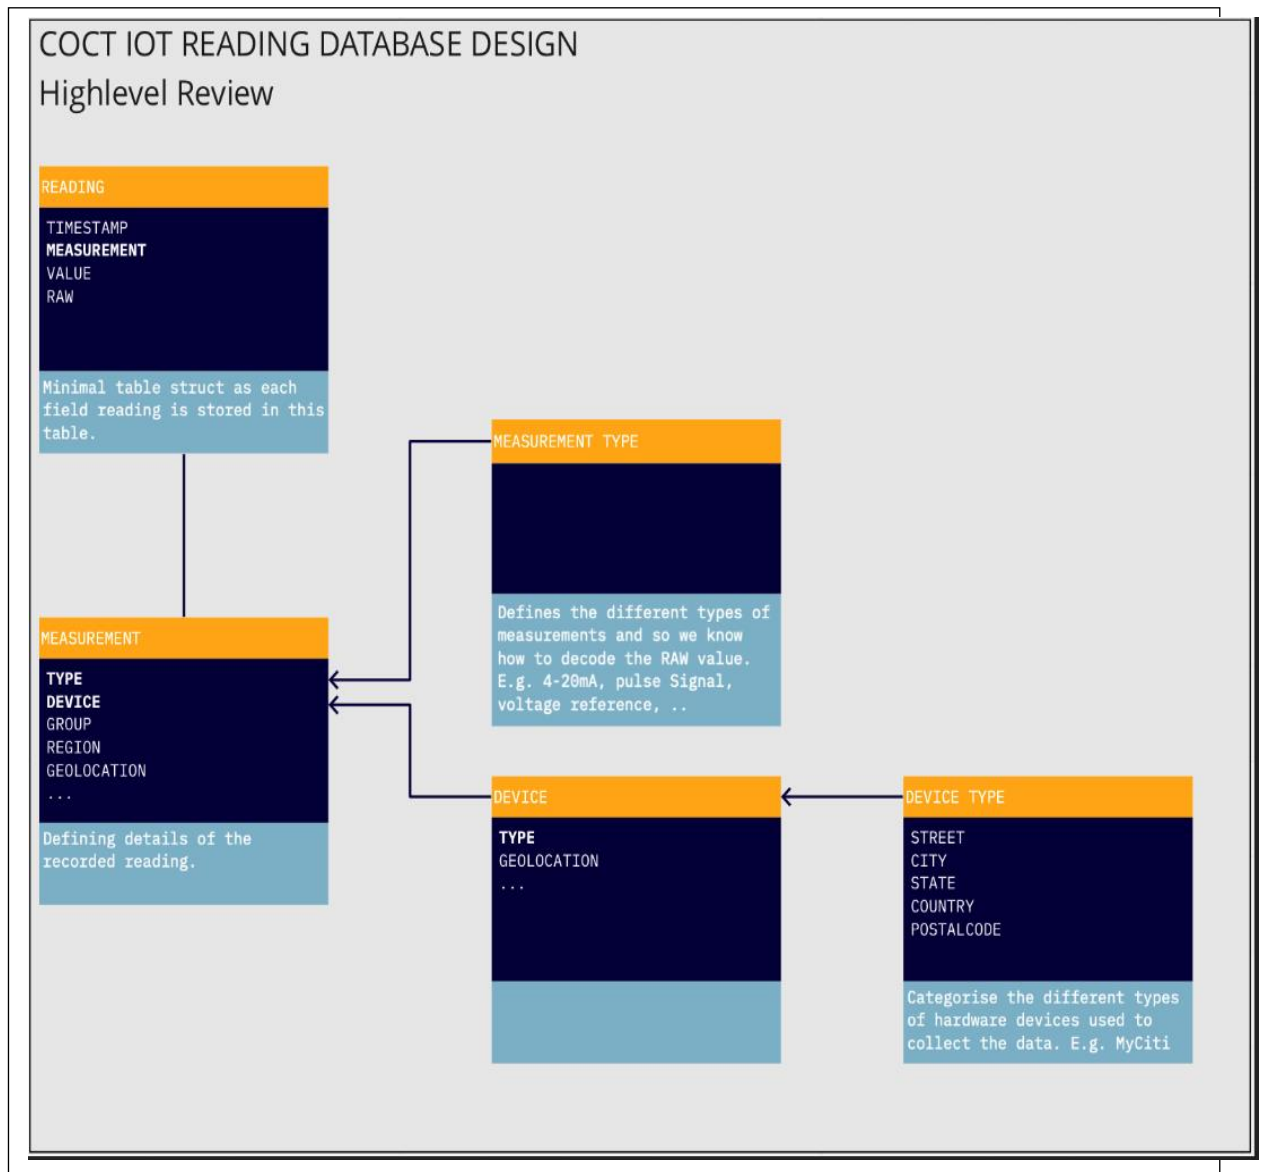 COCT IOT READING DATABASE DESIGN
Highlevel Review
READING
TIMESTAMP
MEASUREMENT
VALUE
RAW
Minimal table struct as each
field reading is stored in this
table.
MEASUREMENT TYPE
Defines the different types of
measurements and so we know
how to decode the RAW value.
E.g. 4-20mA, pulse Signal,
voltage reference, ..
MEASUREMENT
TYPE
DEVICE
GROUP
REGION
GEOLOCATION
...
Defining details of the
recorded reading.
DEVICE
TYPE
GEOLOCATION
...
DEVICE TYPE
STREET
CITY
STATE
COUNTRY
POSTALCODE
Categorise the different types
of hardware devices used to
collect the data. E.g. MyCiti